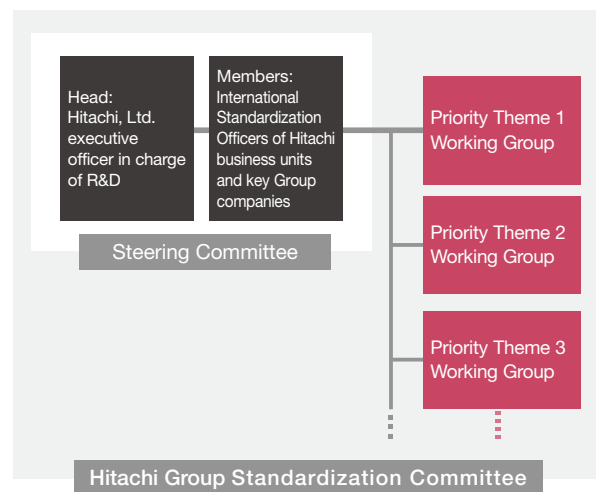 Head:
Hitachi, Ltd.
executive
officer in charge
of R&D
Members:
International
Standardization
Officers of Hitachi
business units
and key Group
companies
Steering Committee
Priority Theme 1
Working Group
Priority Theme 2
Working Group
Priority Theme 3
Working Group
Hitachi Group Standardization Committee